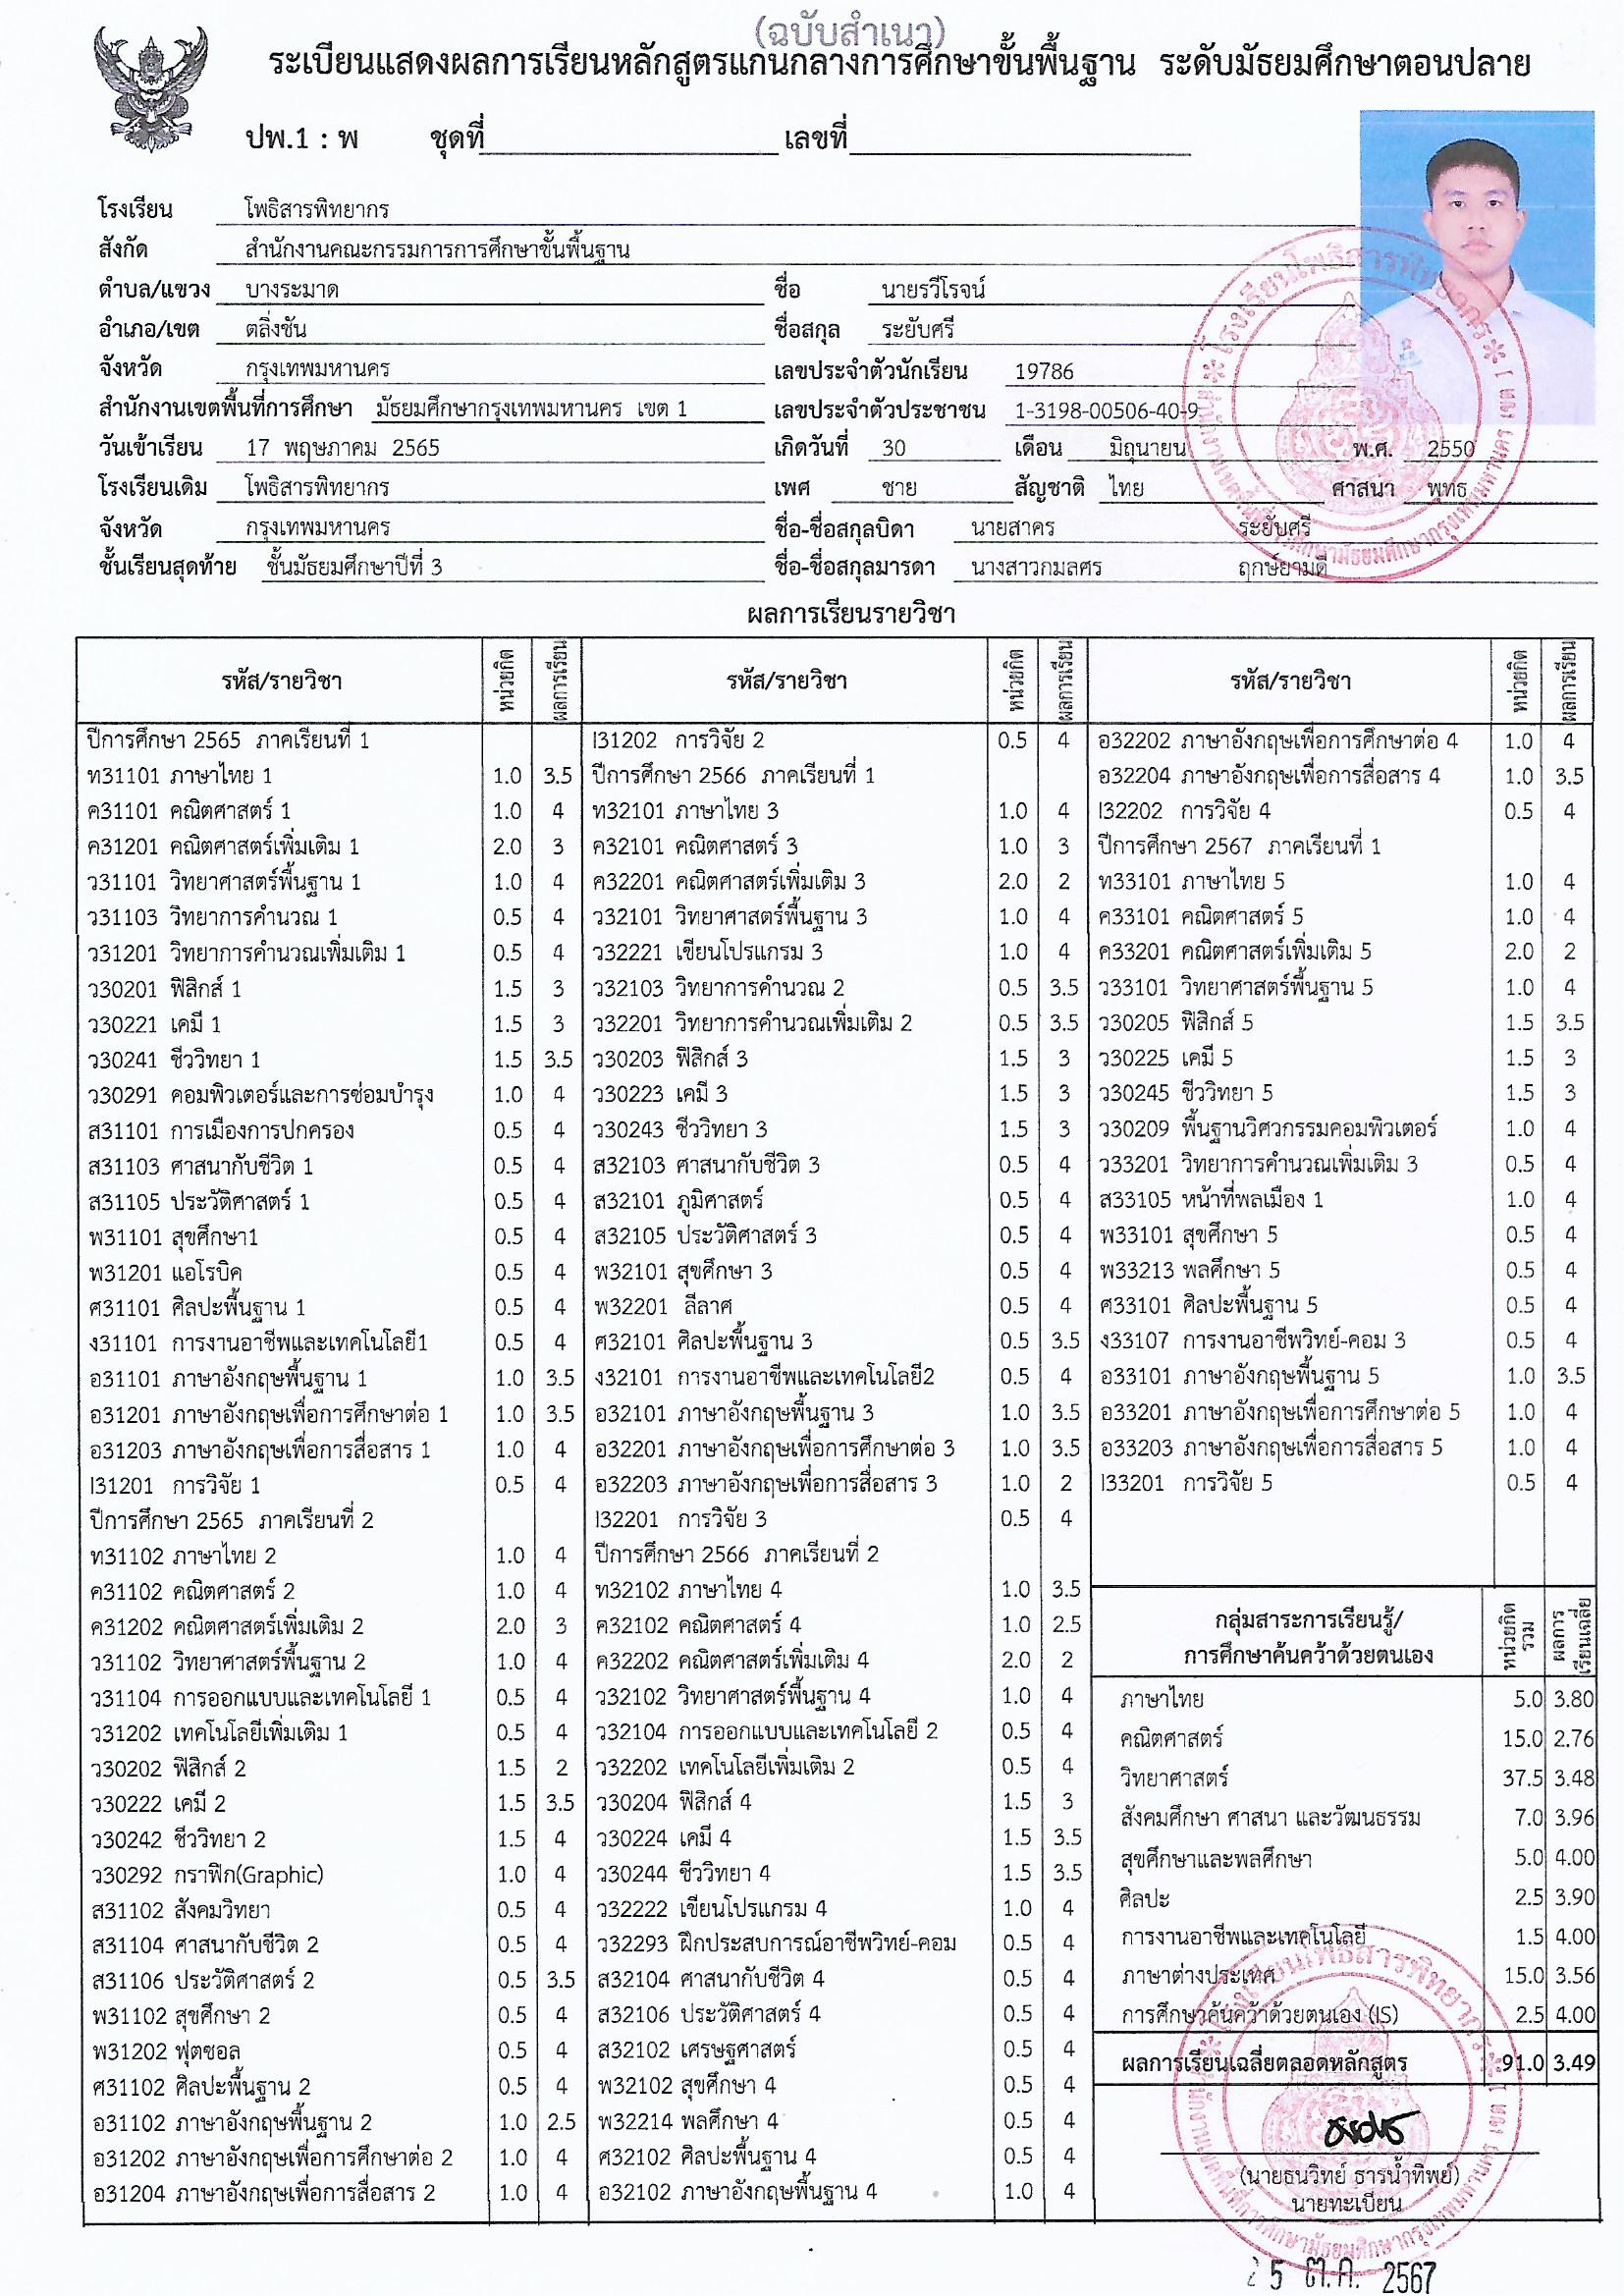 (ฉบับสำเนา)
ระเบียนแสดงผลการเรียนหลักสูตรแกนกลางการศึกษาขั้นพื้นฐาน ระดับมัธยมศึกษาตอนปลาย
ปพ.1 : พ ชุดที่ เลขที่
โรงเรียน โพธิสารพิทยากร
สังกัด สำนักงานคณะกรรมการการศึกษาขั้นพื้นฐาน
ตำบล/แขวง บางระมาด ชื่อ นายรวีโรจน์
อำเภอ/เขต ตลิ่งชัน ชื่อสกุล ระยับศรี
จังหวัด กรุงเทพมหานคร เลขประจำตัวนักเรียน 19786
สำนักงานเขตพื้นที่การศึกษา มัธยมศึกษากรุงเทพมหานคร เขต 1 เลขประจำตัวประชาชน 1-3198-00506-40-9
วันเข้าเรียน 17 พฤษภาคม 2565 เกิดวันที่ 30 เดือน มิถุนายน พ.ศ. 2550
โรงเรียนเดิม โพธิสารพิทยากร เพศ ชาย สัญชาติ ไทย ศาสนา พุทธ
จังหวัด กรุงเทพมหานคร ชื่อ-ชื่อสกุลบิดา นายสาคร ระยับศรี
ชั้นเรียนสุดท้าย ชั้นมัธยมศึกษาปีที่ 3 ชื่อ-ชื่อสกุลมารดา นางสาวกมลศร ฤกษ์ยามดี
โรงเรียนโพธิสารพิทยากร
สำนักงานเขตพื้นที่การศึกษามัธยมศึกษากรุงเทพมหานคร เขต 1
ผลการเรียนรายวิชา
รหัส/รายวิชา หน่วยกิต ผลการเรียน
ปีการศึกษา 2565 ภาคเรียนที่ 1
ท31101 ภาษาไทย 1 1.0 3.5
ค31101 คณิตศาสตร์ 1 1.0 4
ค31201 คณิตศาสตร์เพิ่มเติม 1 2.0 3
ว31101 วิทยาศาสตร์พื้นฐาน 1 1.0 4
ว31103 วิทยาการคำนวณ 1 0.5 4
ว31201 วิทยาการคำนวณเพิ่มเติม 1 0.5 4
ว30201 ฟิสิกส์ 1 1.5 3
ว30221 เคมี 1 1.5 3
ว30241 ชีววิทยา 1 1.5 3.5
ว30291 คอมพิวเตอร์และการซ่อมบำรุง 1.0 4
ส31101 การเมืองการปกครอง 0.5 4
ส31103 ศาสนากับชีวิต 1 0.5 4
ส31105 ประวัติศาสตร์ 1 0.5 4
พ31101 สุขศึกษา1 0.5 4
พ31201 แอโรบิค 0.5 4
ศ31101 ศิลปะพื้นฐาน 1 0.5 4
ง31101 การงานอาชีพและเทคโนโลยี1 0.5 4
อ31101 ภาษาอังกฤษพื้นฐาน 1 1.0 3.5
อ31201 ภาษาอังกฤษเพื่อการศึกษาต่อ 1 1.0 3.5
อ31203 ภาษาอังกฤษเพื่อการสื่อสาร 1 1.0 4
I31201 การวิจัย 1 0.5 4
ปีการศึกษา 2565 ภาคเรียนที่ 2
ท31102 ภาษาไทย 2 1.0 4
ค31102 คณิตศาสตร์ 2 1.0 4
ค31202 คณิตศาสตร์เพิ่มเติม 2 2.0 3
ว31102 วิทยาศาสตร์พื้นฐาน 2 1.0 4
ว31104 การออกแบบและเทคโนโลยี 1 0.5 4
ว31202 เทคโนโลยีเพิ่มเติม 1 0.5 4
ว30202 ฟิสิกส์ 2 1.5 2
ว30222 เคมี 2 1.5 3.5
ว30242 ชีววิทยา 2 1.5 4
ว30292 กราฟิก(Graphic) 1.0 4
ส31102 สังคมวิทยา 0.5 4
ส31104 ศาสนากับชีวิต 2 0.5 4
ส31106 ประวัติศาสตร์ 2 0.5 3.5
พ31102 สุขศึกษา 2 0.5 4
พ31202 ฟุตซอล 0.5 4
ศ31102 ศิลปะพื้นฐาน 2 0.5 4
อ31102 ภาษาอังกฤษพื้นฐาน 2 1.0 2.5
อ31202 ภาษาอังกฤษเพื่อการศึกษาต่อ 2 1.0 4
อ31204 ภาษาอังกฤษเพื่อการสื่อสาร 2 1.0 4
รหัส/รายวิชา หน่วยกิต ผลการเรียน
I31202 การวิจัย 2 0.5 4
ปีการศึกษา 2566 ภาคเรียนที่ 1
ท32101 ภาษาไทย 3 1.0 4
ค32101 คณิตศาสตร์ 3 1.0 3
ค32201 คณิตศาสตร์เพิ่มเติม 3 2.0 2
ว32101 วิทยาศาสตร์พื้นฐาน 3 1.0 4
ว32221 เขียนโปรแกรม 3 1.0 4
ว32103 วิทยาการคำนวณ 2 0.5 3.5
ว32201 วิทยาการคำนวณเพิ่มเติม 2 0.5 3.5
ว30203 ฟิสิกส์ 3 1.5 3
ว30223 เคมี 3 1.5 3
ว30243 ชีววิทยา 3 1.5 3
ส32103 ศาสนากับชีวิต 3 0.5 4
ส32101 ภูมิศาสตร์ 0.5 4
ส32105 ประวัติศาสตร์ 3 0.5 4
พ32101 สุขศึกษา 3 0.5 4
พ32201 ลีลาศ 0.5 4
ศ32101 ศิลปะพื้นฐาน 3 0.5 3.5
ง32101 การงานอาชีพและเทคโนโลยี2 0.5 4
อ32101 ภาษาอังกฤษพื้นฐาน 3 1.0 3.5
อ32201 ภาษาอังกฤษเพื่อการศึกษาต่อ 3 1.0 3.5
อ32203 ภาษาอังกฤษเพื่อการสื่อสาร 3 1.0 2
I32201 การวิจัย 3 0.5 4
ปีการศึกษา 2566 ภาคเรียนที่ 2
ท32102 ภาษาไทย 4 1.0 3.5
ค32102 คณิตศาสตร์ 4 1.0 2.5
ค32202 คณิตศาสตร์เพิ่มเติม 4 2.0 2
ว32102 วิทยาศาสตร์พื้นฐาน 4 1.0 4
ว32104 การออกแบบและเทคโนโลยี 2 0.5 4
ว32202 เทคโนโลยีเพิ่มเติม 2 0.5 4
ว30204 ฟิสิกส์ 4 1.5 3
ว30224 เคมี 4 1.5 3.5
ว30244 ชีววิทยา 4 1.5 3.5
ว32222 เขียนโปรแกรม 4 1.0 4
ว32293 ฝึกประสบการณ์อาชีพวิทย์-คอม 0.5 4
ส32104 ศาสนากับชีวิต 4 0.5 4
ส32106 ประวัติศาสตร์ 4 0.5 4
ส32102 เศรษฐศาสตร์ 0.5 4
พ32102 สุขศึกษา 4 0.5 4
พ32214 พลศึกษา 4 0.5 4
ศ32102 ศิลปะพื้นฐาน 4 0.5 4
อ32102 ภาษาอังกฤษพื้นฐาน 4 1.0 4
รหัส/รายวิชา หน่วยกิต ผลการเรียน
อ32202 ภาษาอังกฤษเพื่อการศึกษาต่อ 4 1.0 4
อ32204 ภาษาอังกฤษเพื่อการสื่อสาร 4 1.0 3.5
I32202 การวิจัย 4 0.5 4
ปีการศึกษา 2567 ภาคเรียนที่ 1
ท33101 ภาษาไทย 5 1.0 4
ค33101 คณิตศาสตร์ 5 1.0 4
ค33201 คณิตศาสตร์เพิ่มเติม 5 2.0 2
ว33101 วิทยาศาสตร์พื้นฐาน 5 1.0 4
ว30205 ฟิสิกส์ 5 1.5 3.5
ว30225 เคมี 5 1.5 3
ว30245 ชีววิทยา 5 1.5 3
ว30209 พื้นฐานวิศวกรรมคอมพิวเตอร์ 1.0 4
ว33201 วิทยาการคำนวณเพิ่มเติม 3 0.5 4
ส33105 หน้าที่พลเมือง 1 1.0 4
พ33101 สุขศึกษา 5 0.5 4
พ33213 พลศึกษา 5 0.5 4
ศ33101 ศิลปะพื้นฐาน 5 0.5 4
ง33107 การงานอาชีพวิทย์-คอม 3 0.5 4
อ33101 ภาษาอังกฤษพื้นฐาน 5 1.0 3.5
อ33201 ภาษาอังกฤษเพื่อการศึกษาต่อ 5 1.0 4
อ33203 ภาษาอังกฤษเพื่อการสื่อสาร 5 1.0 4
I33201 การวิจัย 5 0.5 4
กลุ่มสาระการเรียนรู้/ หน่วยกิตรวม ผลการเรียนเฉลี่ย
การศึกษาค้นคว้าด้วยตนเอง
ภาษาไทย 5.0 3.80
คณิตศาสตร์ 15.0 2.76
วิทยาศาสตร์ 37.5 3.48
สังคมศึกษา ศาสนา และวัฒนธรรม 7.0 3.96
สุขศึกษาและพลศึกษา 5.0 4.00
ศิลปะ 2.5 3.90
การงานอาชีพและเทคโนโลยี 1.5 4.00
ภาษาต่างประเทศ 15.0 3.56
การศึกษาค้นคว้าด้วยตนเอง (IS) 2.5 4.00
ผลการเรียนเฉลี่ยตลอดหลักสูตร 91.0 3.49
โรงเรียนโพธิสารพิทยากร
สำนักงานเขตพื้นที่การศึกษามัธยมศึกษากรุงเทพมหานคร เขต 1
(นายธนวิทย์ ธารน้ำทิพย์)
นายทะเบียน
25 ต.ค. 2567